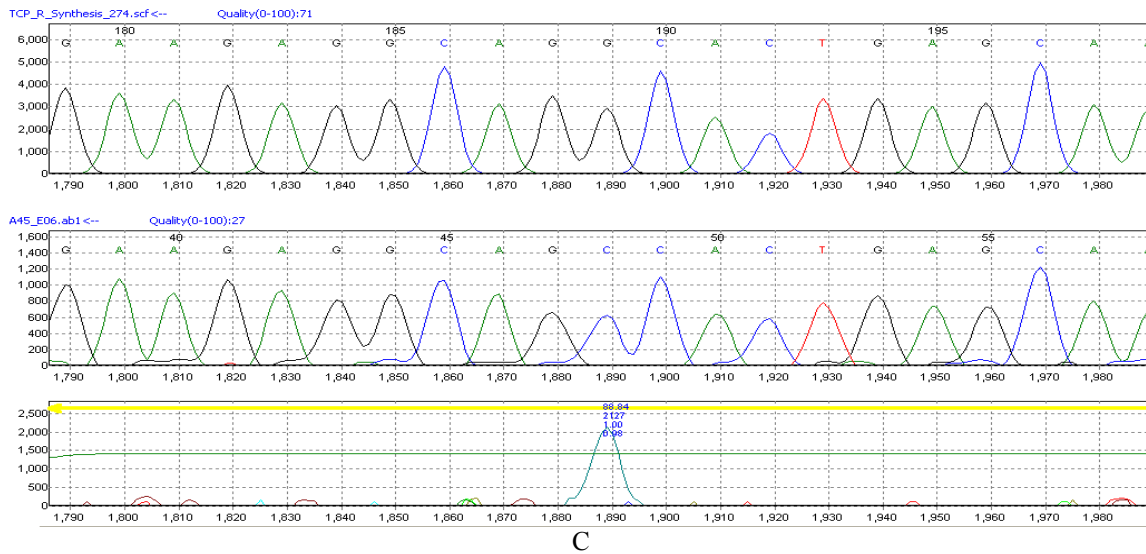 TCP_R_Synthesis_274.scf<-- Quality(0-100):71
180 185 190 195
G A A G A G G C A G G C A C T G A G C A
6,000
5,000
4,000
3,000
2,000
1,000
0
1,790 1,800 1,810 1,820 1,830 1,840 1,850 1,860 1,870 1,880 1,890 1,900 1,910 1,920 1,930 1,940 1,950 1,960 1,970 1,980
A45_E06.ab1<-- Quality(0-100):27
40 45 50 55
G A A G A G G C A G C C A C T G A G C A
1,600
1,400
1,200
1,000
800
600
400
200
0
1,790 1,800 1,810 1,820 1,830 1,840 1,850 1,860 1,870 1,880 1,890 1,900 1,910 1,920 1,930 1,940 1,950 1,960 1,970 1,980
88.84
2127
1.00
0.98
2,500
2,000
1,500
1,000
500
0
1,790 1,800 1,810 1,820 1,830 1,840 1,850 1,860 1,870 1,880 1,890 1,900 1,910 1,920 1,930 1,940 1,950 1,960 1,970 1,980
C